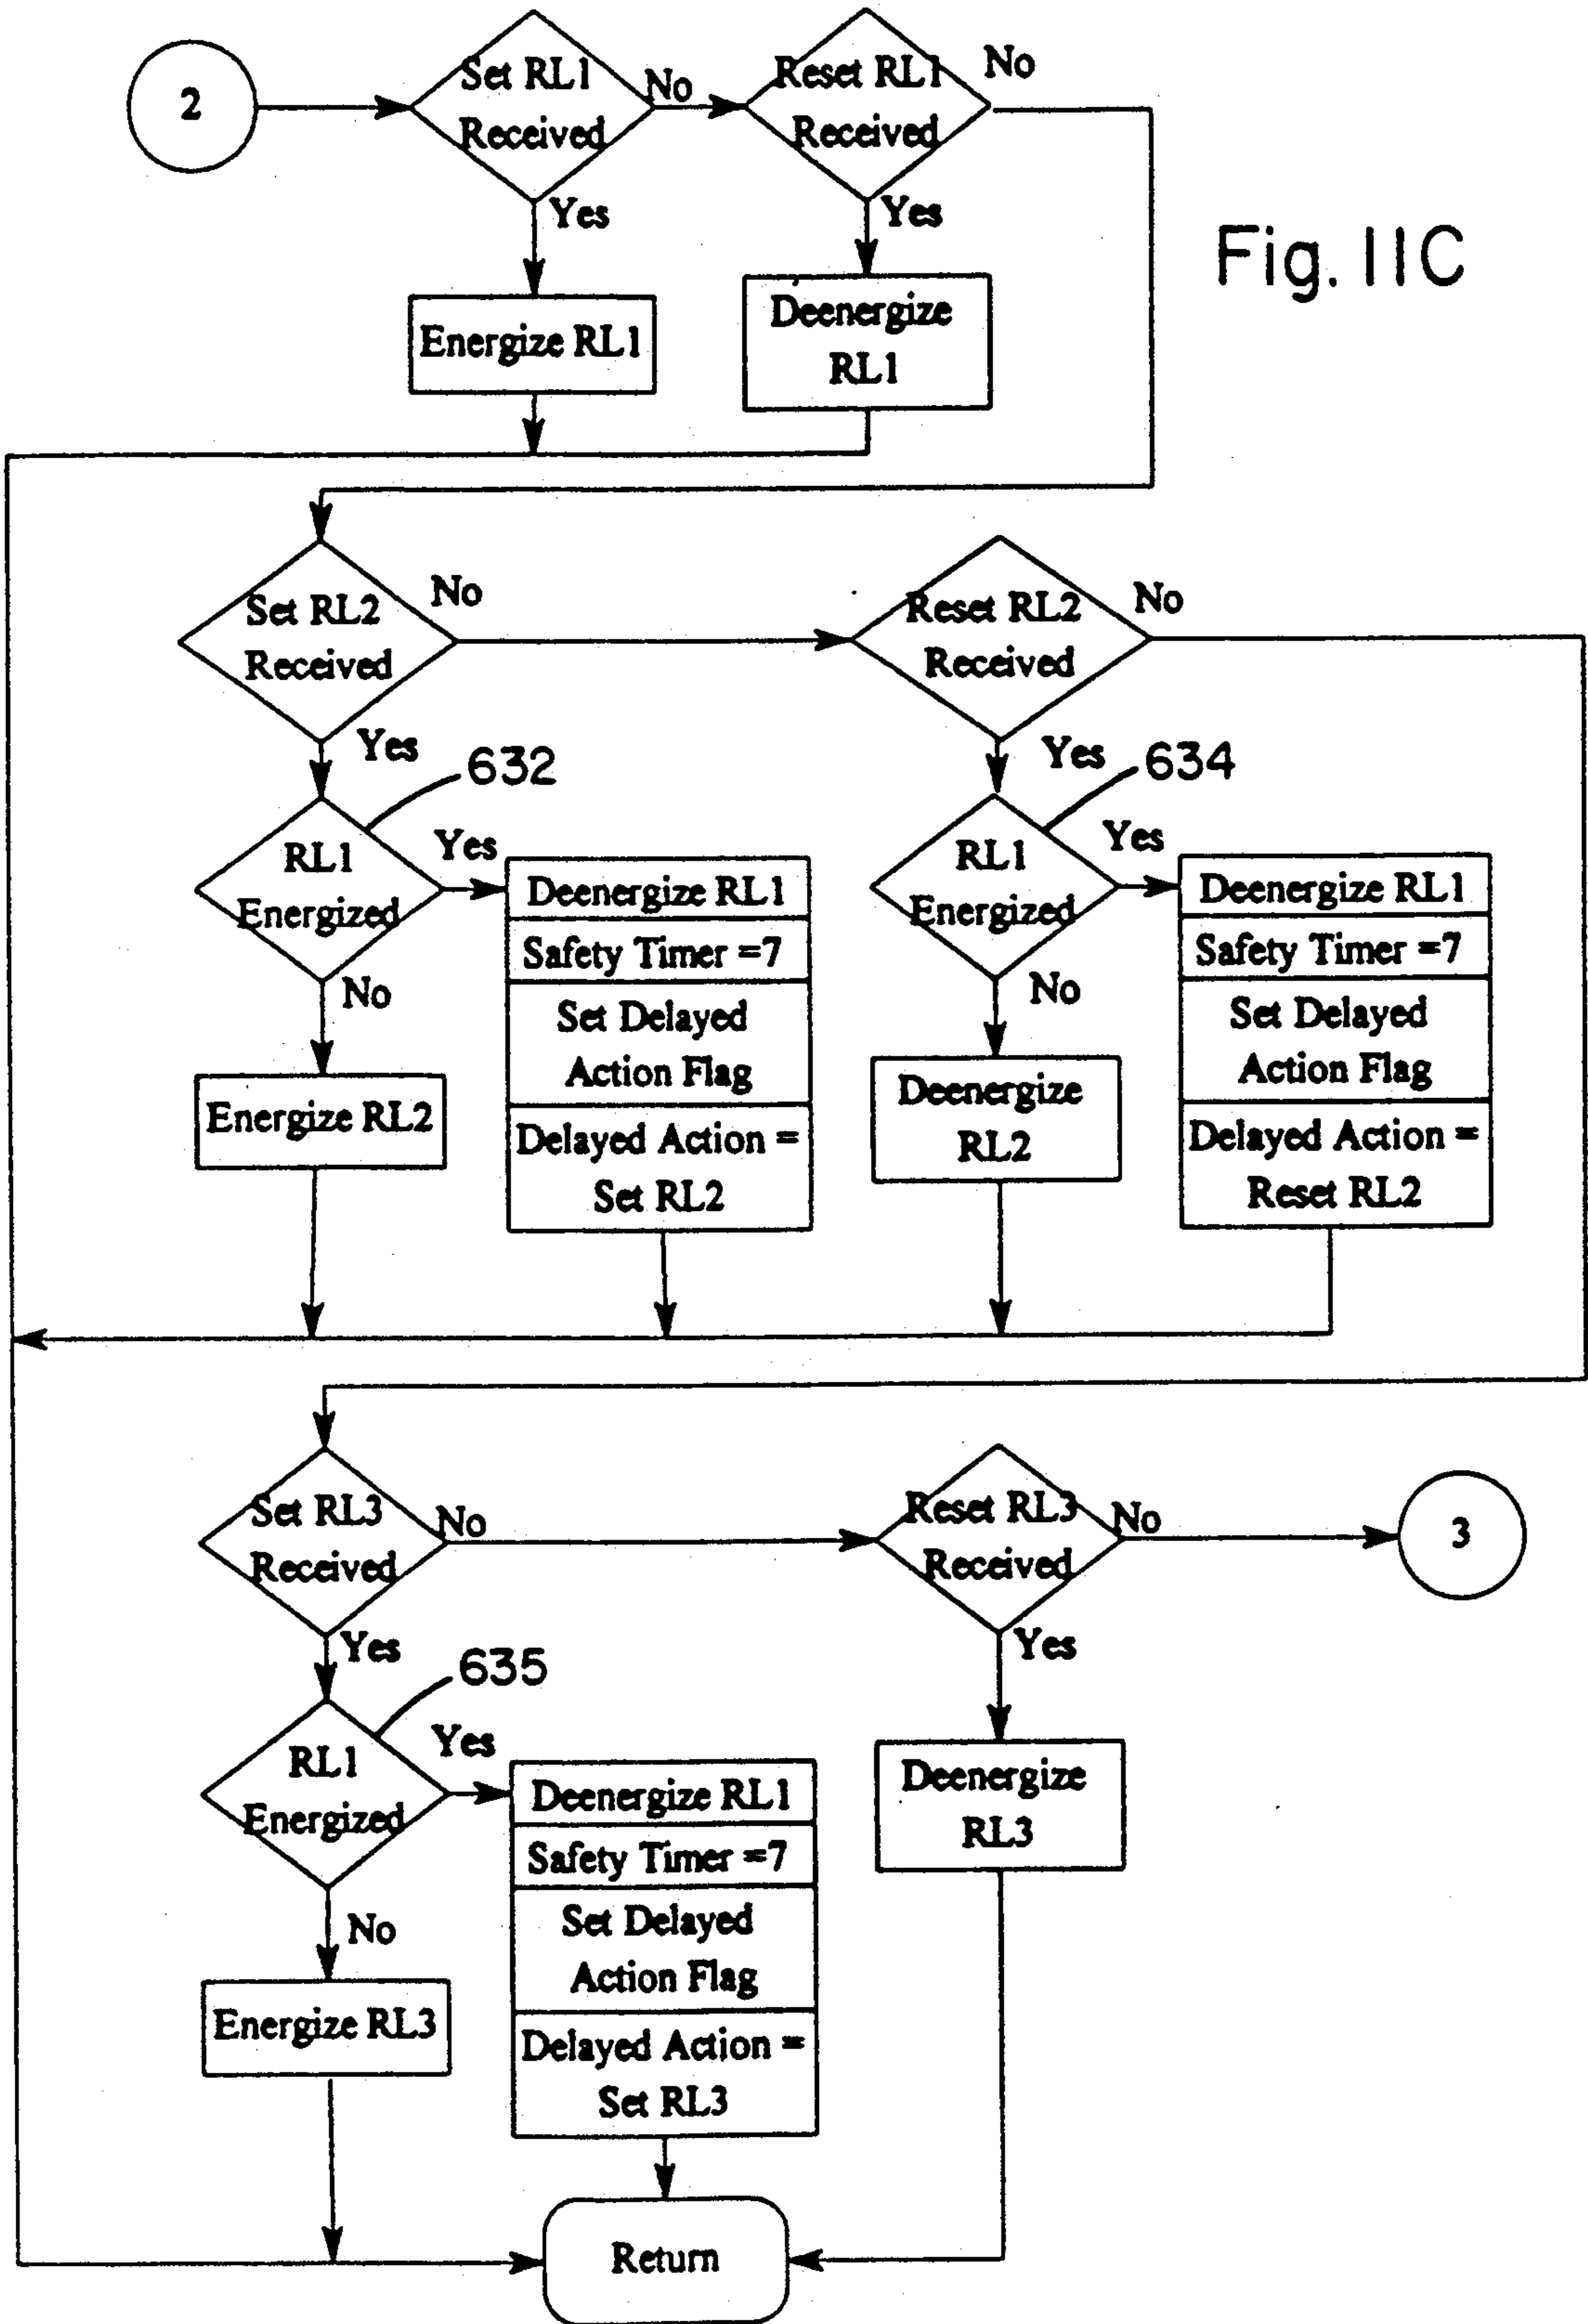 2
Set RL1
Received
No
Reset RL1
Received
No
Yes
Yes
Fig. 11C
Energize RL1
Deenergize
RL1
Set RL2
Received
No
Reset RL2
Received
No
Yes
632
Yes
634
RL1
Energized
Yes
Deenergize RL1
Safety Timer =7
Set Delayed
Action Flag
Delayed Action =
Set RL2
No
Energize RL2
RL1
Energized
Yes
Deenergize RL1
Safety Timer =7
Set Delayed
Action Flag
Delayed Action =
Reset RL2
No
Deenergize
RL2
Set RL3
Received
No
Reset RL3
Received
No
3
Yes
635
Yes
RL1
Energized
Yes
Deenergize RL1
Safety Timer =7
Set Delayed
Action Flag
Delayed Action =
Set RL3
Deenergize
RL3
No
Energize RL3
Return